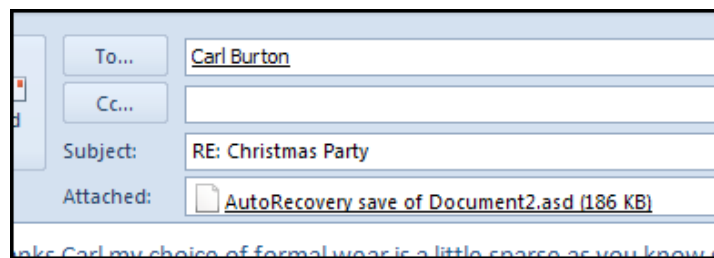 To...
Carl Burton
Cc...
d
Subject:
RE: Christmas Party
Attached:
AutoRecovery save of Document2.asd (186 KB)
anks Carl my choice of formal wear is a little sparse as you know